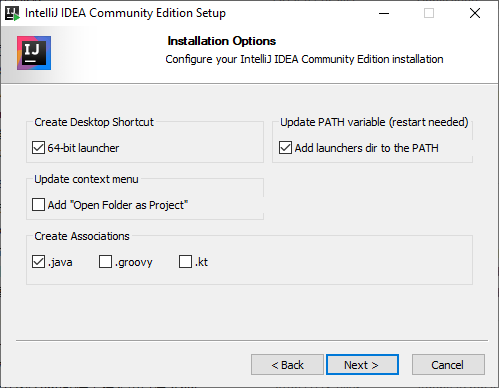 IntelliJ IDEA Community Edition Setup
Installation Options
Configure your IntelliJ IDEA Community Edition installation
Create Desktop Shortcut
64-bit launcher
Update PATH variable (restart needed)
Add launchers dir to the PATH
Update context menu
Add "Open Folder as Project"
Create Associations
.java .groovy .kt
< Back Next > Cancel